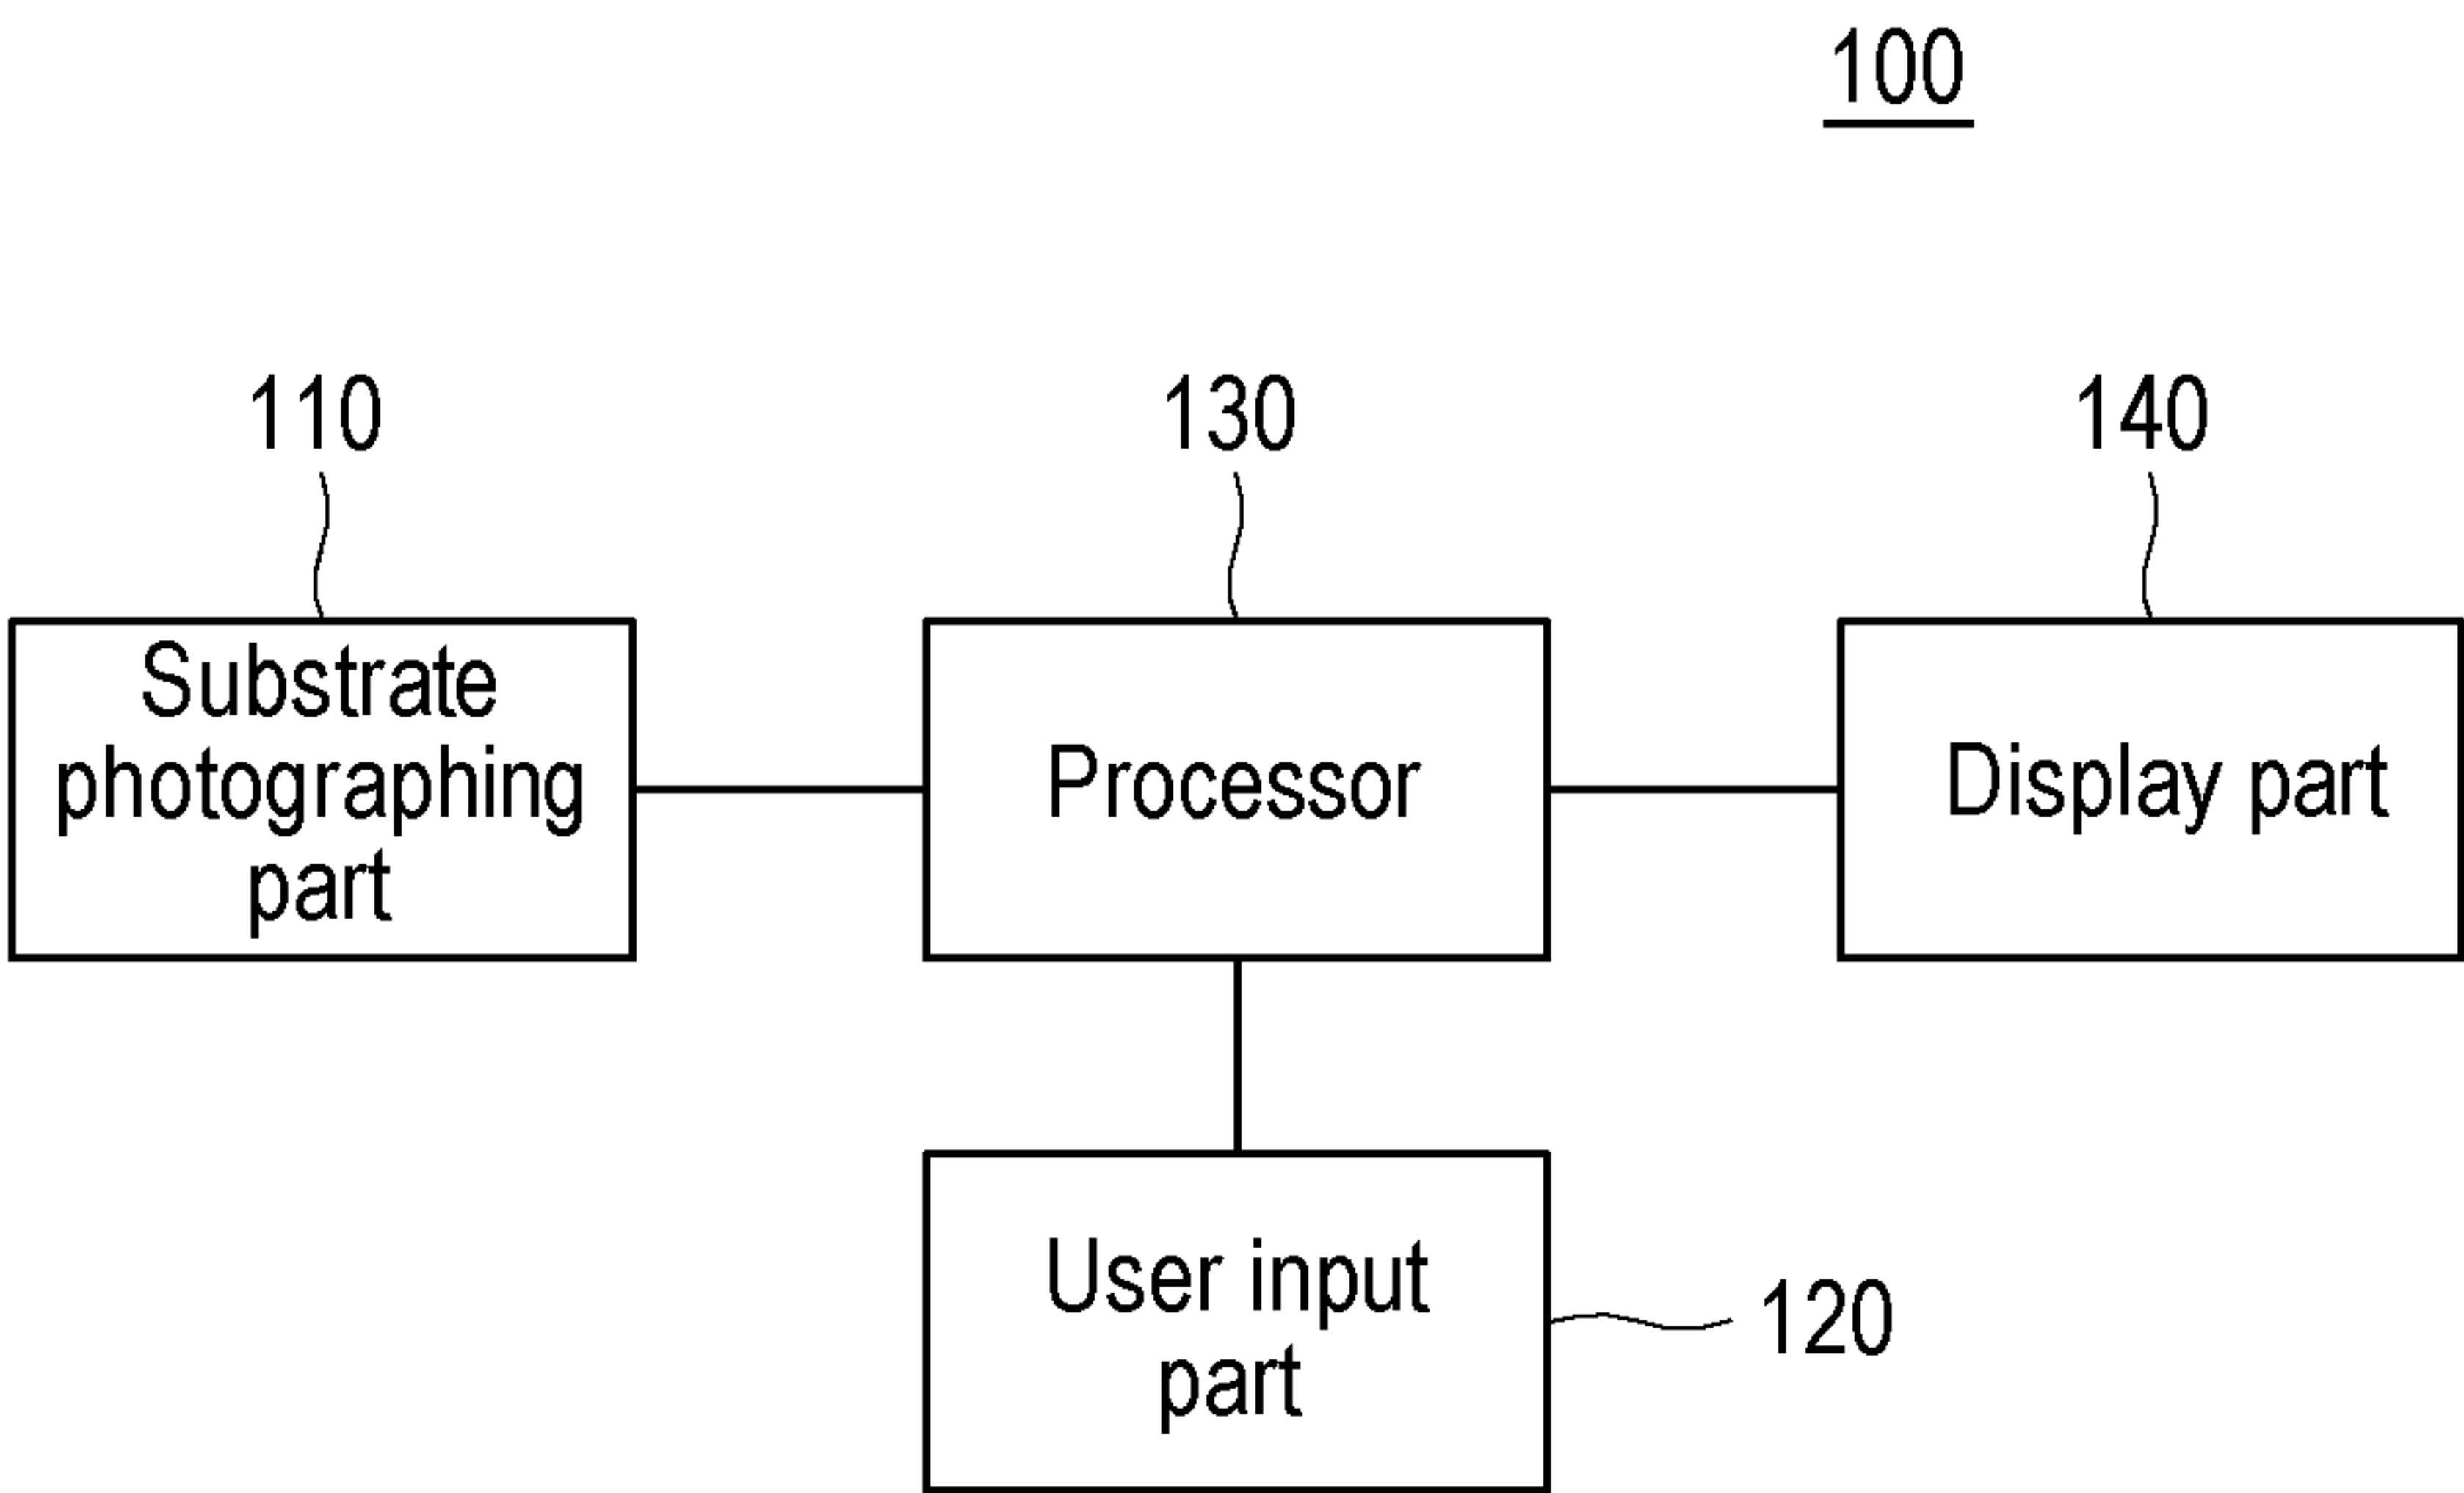 100
110
130
140
Substrate
photographing
part
Processor
Display part
User input
part
120